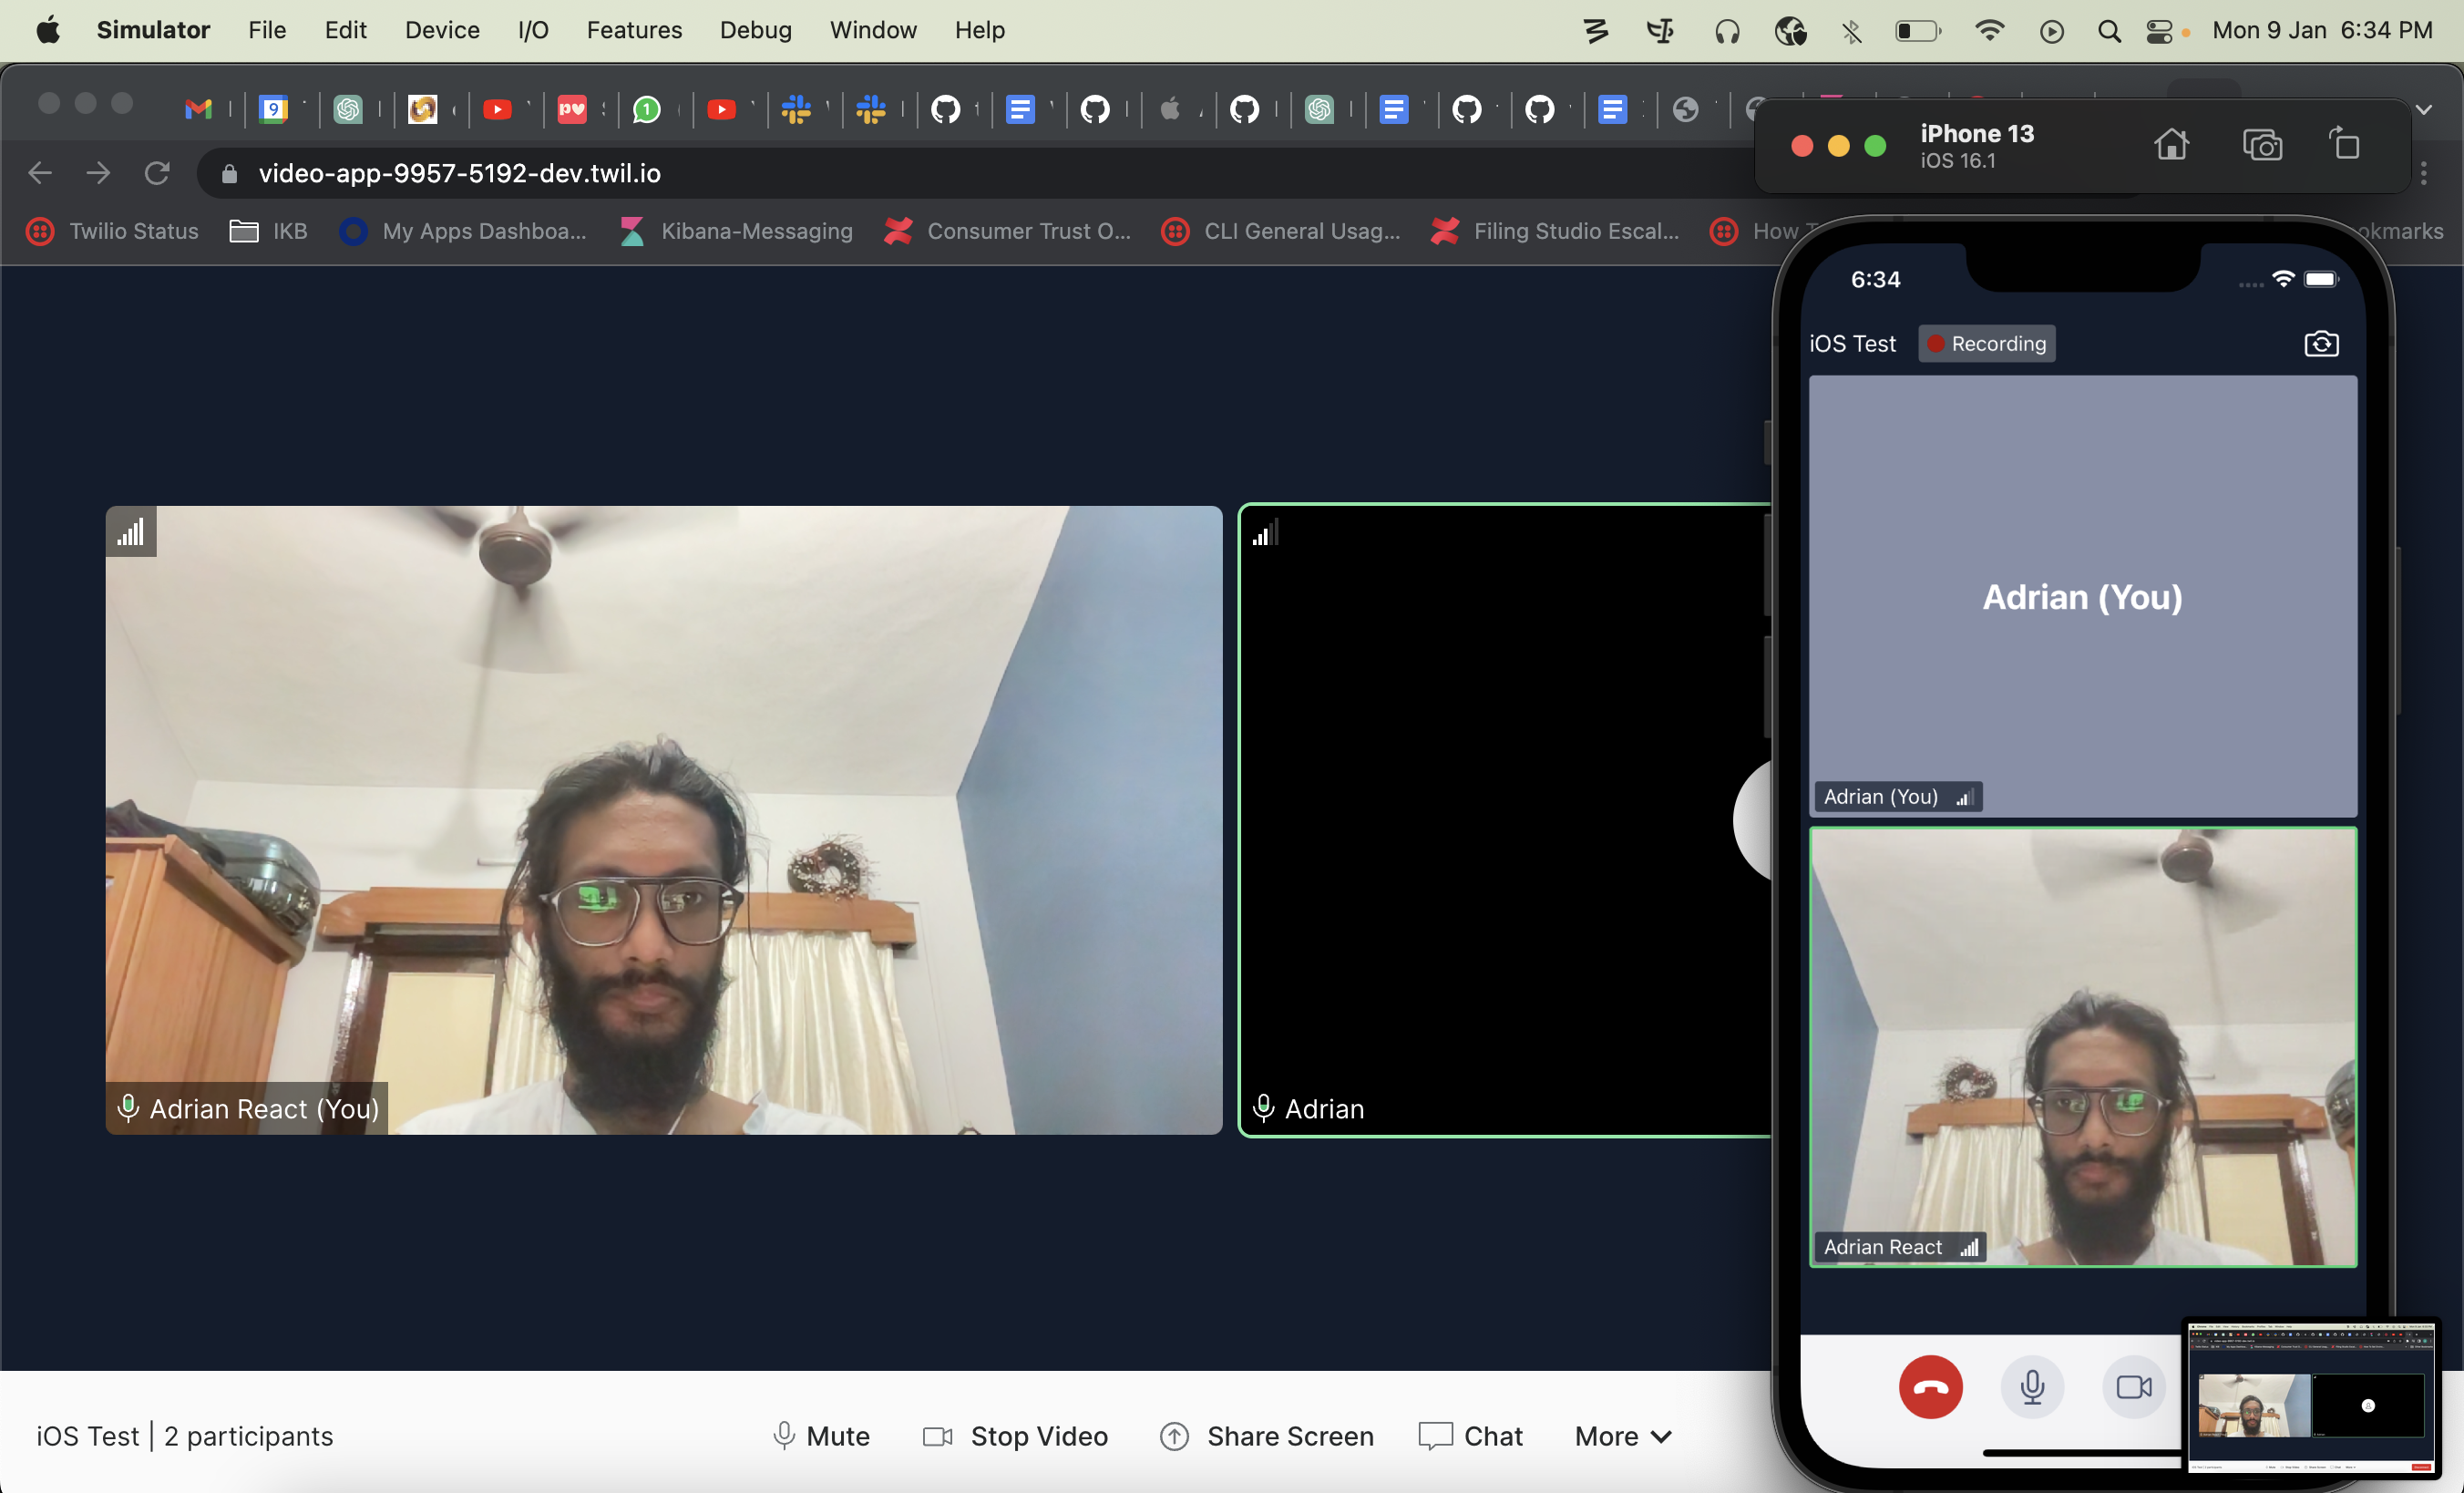 Simulator File Edit Device I/O Features Debug Window Help Mon 9 Jan 6:34 PM
9 1
iPhone 13
iOS 16.1
video-app-9957-5192-dev.twil.io
Twilio Status IKB My Apps Dashboa... Kibana-Messaging Consumer Trust O... CLI General Usag... Filing Studio Escal... How okmarks
6:34
iOS Test Recording
Adrian (You)
Adrian (You)
Adrian React (You)
Adrian
Adrian React
iOS Test | 2 participants Mute Stop Video Share Screen Chat More